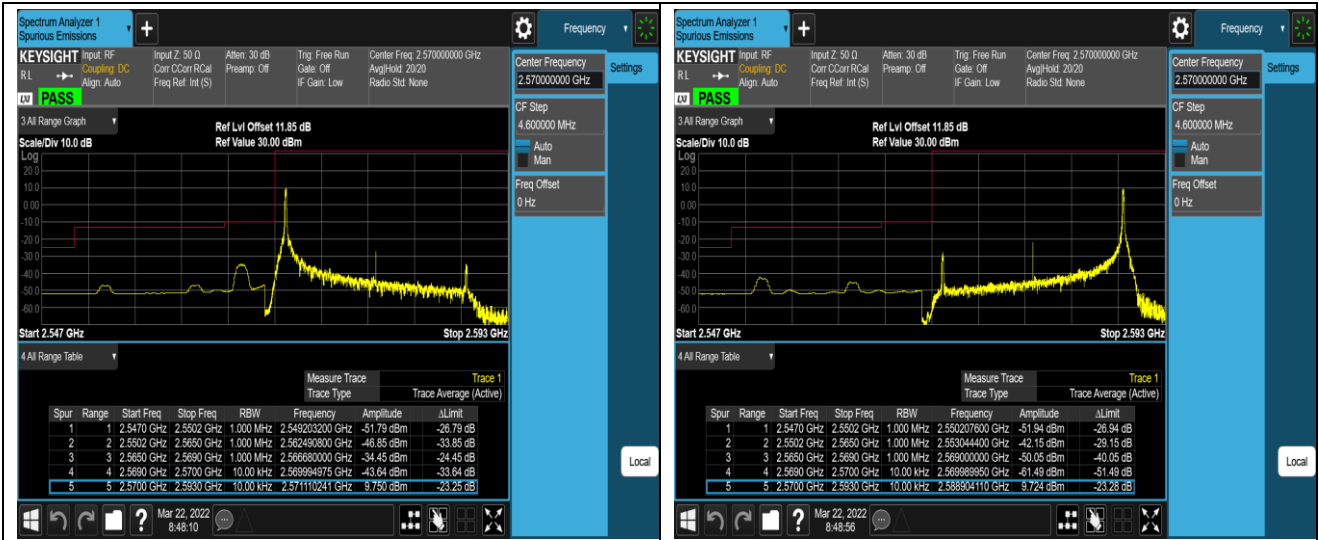 Spectrum Analyzer 1
Spurious Emissions
+
Frequency
KEYSIGHT
RL
Input: RF
Coupling: DC
Align: Auto
Input Z: 50 Ω
Corr CCorr RCal
Freq Ref: Int (S)
Atten: 30 dB
Preamp: Off
Trig: Free Run
Gate: Off
IF Gain: Low
Center Freq: 2.570000000 GHz
Avg|Hold: 20/20
Radio Std: None
LXI
PASS
3 All Range Graph
Ref Lvl Offset 11.85 dB
Scale/Div 10.0 dB
Ref Value 30.00 dBm
Log
20.0
10.0
0.00
-10.0
-20.0
-30.0
-40.0
-50.0
-60.0
Start 2.547 GHz
Stop 2.593 GHz
4 All Range Table
Measure Trace Trace 1
Trace Type Trace Average (Active)
Spur Range Start Freq Stop Freq RBW Frequency Amplitude ΔLimit
1 1 2.5470 GHz 2.5502 GHz 1.000 MHz 2.549203200 GHz -51.79 dBm -26.79 dB
2 2 2.5502 GHz 2.5650 GHz 1.000 MHz 2.562490800 GHz -46.85 dBm -33.85 dB
3 3 2.5650 GHz 2.5690 GHz 1.000 MHz 2.566680000 GHz -34.45 dBm -24.45 dB
4 4 2.5690 GHz 2.5700 GHz 10.00 kHz 2.569994975 GHz -43.64 dBm -33.64 dB
5 5 2.5700 GHz 2.5930 GHz 10.00 kHz 2.571110241 GHz 9.750 dBm -23.25 dB
Center Frequency
2.570000000 GHz
CF Step
4.600000 MHz
Auto
Man
Freq Offset
0 Hz
Settings
Local
?
Mar 22, 2022
8:48:10
Spectrum Analyzer 1
Spurious Emissions
+
Frequency
KEYSIGHT
RL
Input: RF
Coupling: DC
Align: Auto
Input Z: 50 Ω
Corr CCorr RCal
Freq Ref: Int (S)
Atten: 30 dB
Preamp: Off
Trig: Free Run
Gate: Off
IF Gain: Low
Center Freq: 2.570000000 GHz
Avg|Hold: 20/20
Radio Std: None
LXI
PASS
3 All Range Graph
Ref Lvl Offset 11.85 dB
Scale/Div 10.0 dB
Ref Value 30.00 dBm
Log
20.0
10.0
0.00
-10.0
-20.0
-30.0
-40.0
-50.0
-60.0
Start 2.547 GHz
Stop 2.593 GHz
4 All Range Table
Measure Trace Trace 1
Trace Type Trace Average (Active)
Spur Range Start Freq Stop Freq RBW Frequency Amplitude ΔLimit
1 1 2.5470 GHz 2.5502 GHz 1.000 MHz 2.550207600 GHz -51.94 dBm -26.94 dB
2 2 2.5502 GHz 2.5650 GHz 1.000 MHz 2.553044400 GHz -42.15 dBm -29.15 dB
3 3 2.5650 GHz 2.5690 GHz 1.000 MHz 2.569000000 GHz -50.05 dBm -40.05 dB
4 4 2.5690 GHz 2.5700 GHz 10.00 kHz 2.569989950 GHz -61.49 dBm -51.49 dB
5 5 2.5700 GHz 2.5930 GHz 10.00 kHz 2.588904110 GHz 9.724 dBm -23.28 dB
Center Frequency
2.570000000 GHz
CF Step
4.600000 MHz
Auto
Man
Freq Offset
0 Hz
Settings
Local
?
Mar 22, 2022
8:48:56